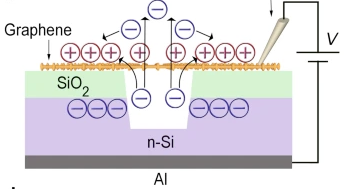 Graphene
V
SiO2
n-Si
Al